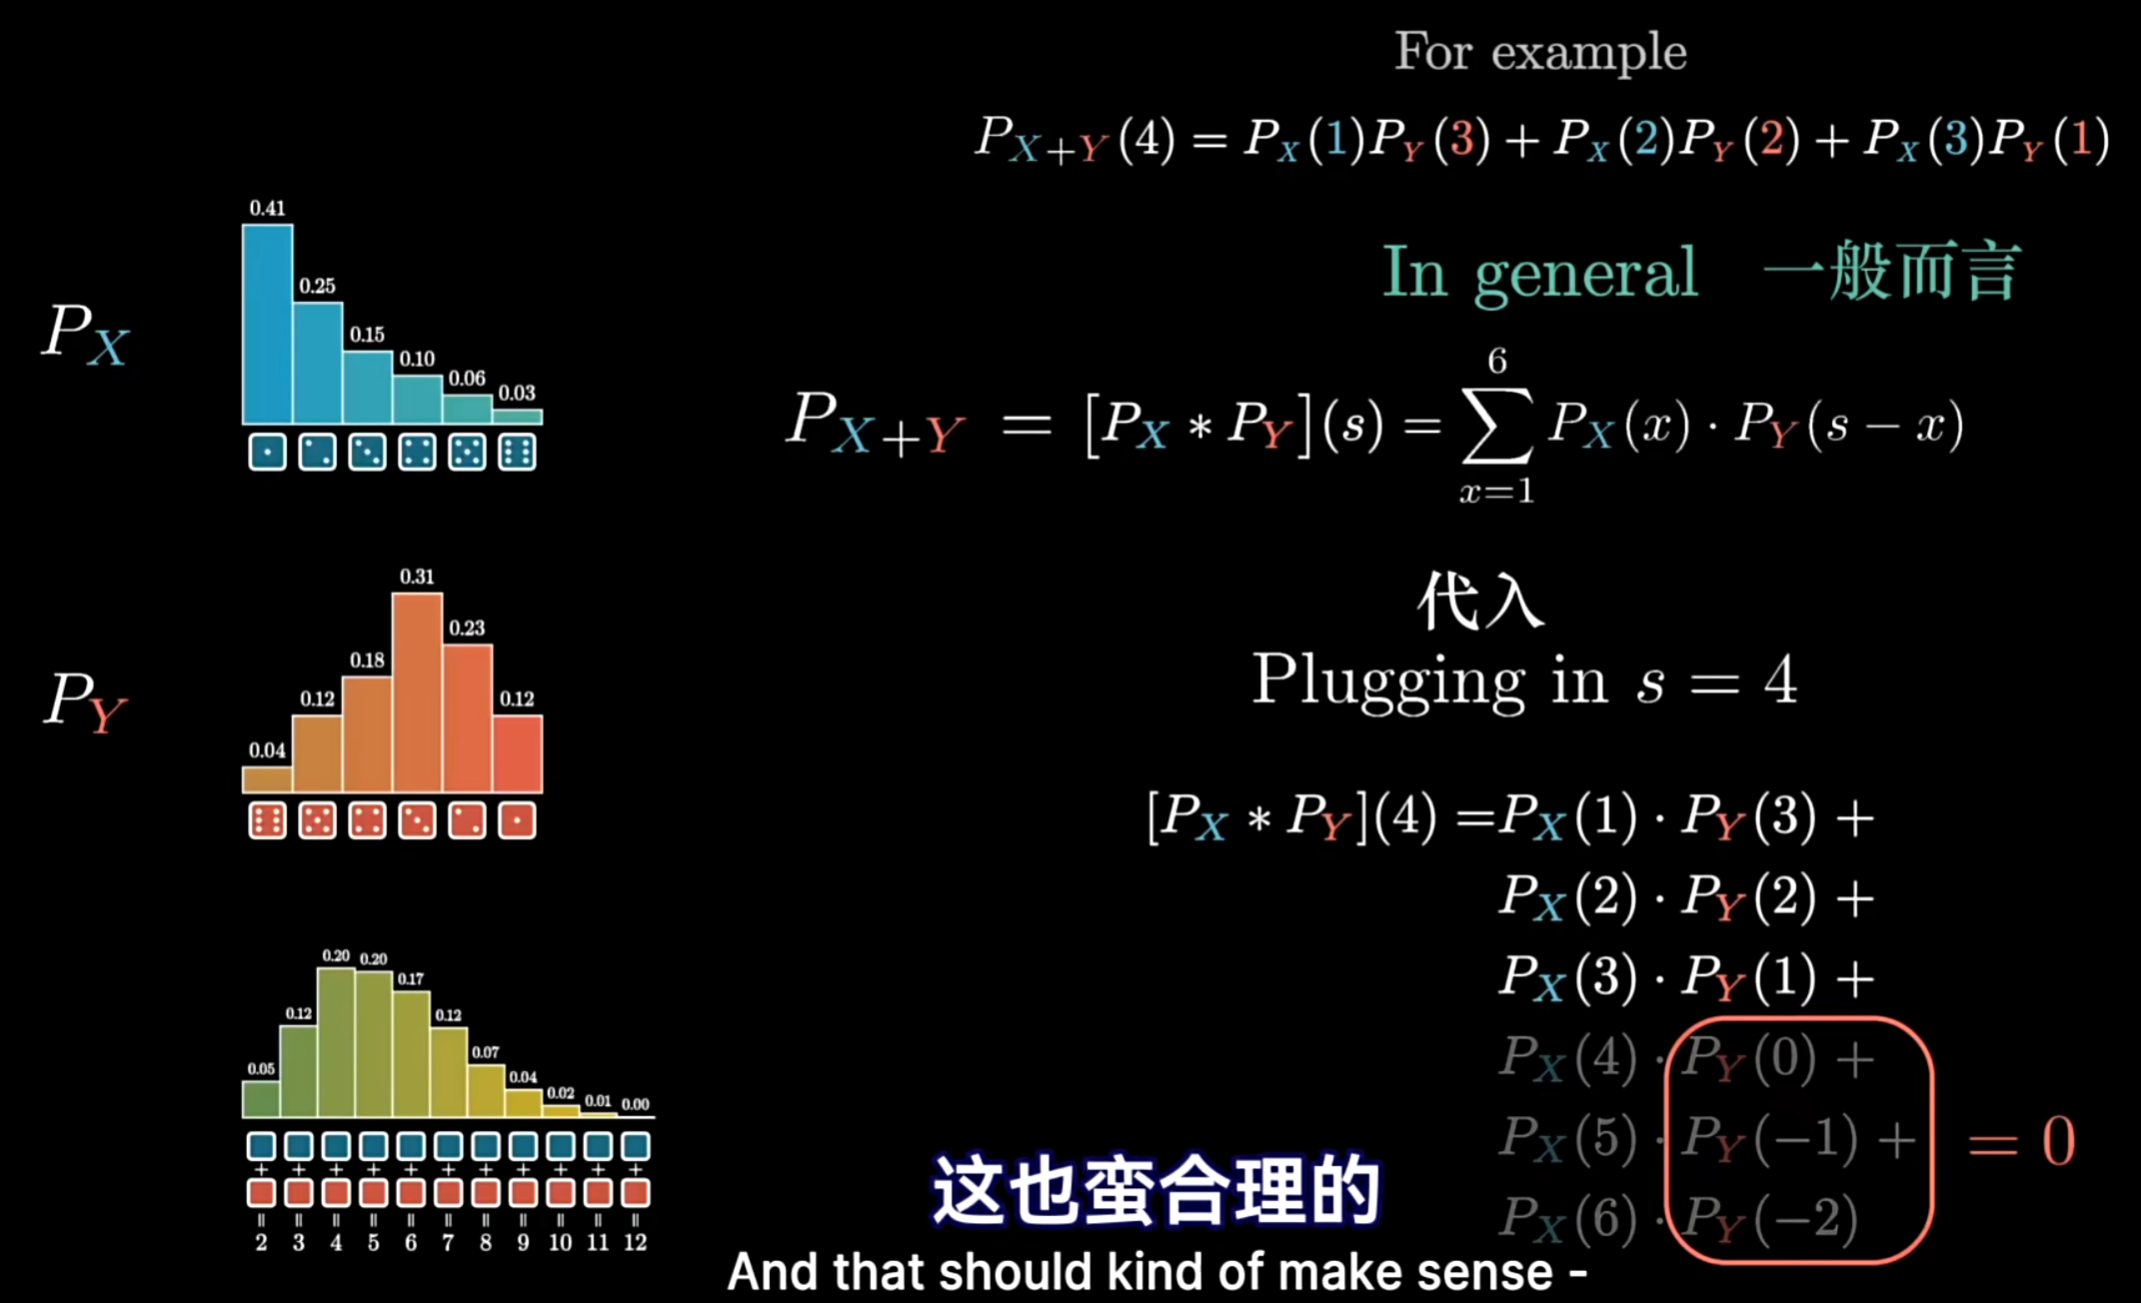 For example
P_{X+Y}(4) = P_X(1)P_Y(3) + P_X(2)P_Y(2) + P_X(3)P_Y(1)
In general 一般而言
P_{X+Y} = [P_X * P_Y](s) = \sum_{x=1}^{6} P_X(x) · P_Y(s − x)
代入
Plugging in s = 4
[P_X * P_Y](4) =P_X(1) · P_Y(3) +
P_X(2) · P_Y(2) +
P_X(3) · P_Y(1) +
P_X(4) · P_Y(0) +
P_X(5) · P_Y(−1) + = 0
P_X(6) · P_Y(−2)
P_X
0.41
0.25
0.15
0.10
0.06
0.03
P_Y
0.04
0.12
0.18
0.31
0.23
0.12
0.05
0.12
0.20
0.20
0.17
0.12
0.07
0.04
0.02
0.01
0.00
+ + + + + + + + + + +
= = = = = = = = = = =
2 3 4 5 6 7 8 9 10 11 12
这也蛮合理的
And that should kind of make sense -